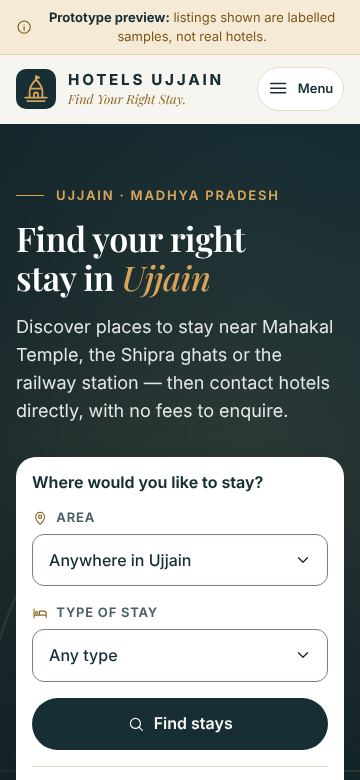 Prototype preview: listings shown are labelled
samples, not real hotels.
HOTELS UJJAIN
Find Your Right Stay.
Menu
UJJAIN · MADHYA PRADESH
Find your right
stay in Ujjain
Discover places to stay near Mahakal
Temple, the Shipra ghats or the
railway station — then contact hotels
directly, with no fees to enquire.
Where would you like to stay?
AREA
Anywhere in Ujjain
TYPE OF STAY
Any type
Find stays